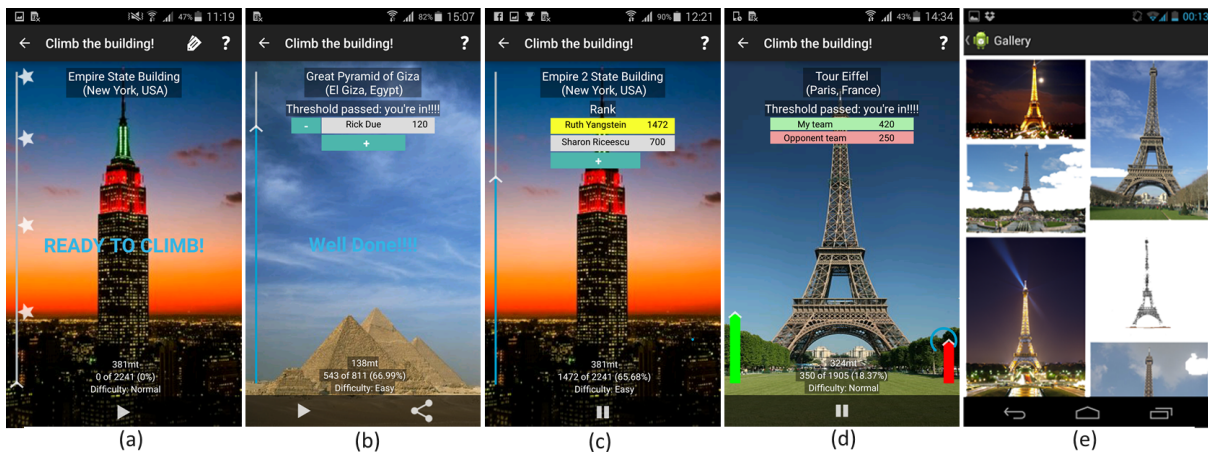 47% 11:19
Climb the building! ?
Empire State Building
(New York, USA)
READY TO CLIMB!
381mt
0 of 2241 (0%)
Difficulty: Normal
(a)
82% 15:07
Climb the building! ?
Great Pyramid of Giza
(El Giza, Egypt)
Threshold passed: you're in!!!!
- Rick Due 120
+
Well Done!!!!
138mt
543 of 811 (66.99%)
Difficulty: Easy
(b)
90% 12:21
Climb the building! ?
Empire 2 State Building
(New York, USA)
Rank
Ruth Yangstein 1472
Sharon Riceescu 700
+
381mt
1472 of 2241 (65.68%)
Difficulty: Easy
(c)
43% 14:34
Climb the building! ?
Tour Eiffel
(Paris, France)
Threshold passed: you're in!!!!
My team 420
Opponent team 250
324mt
350 of 1905 (18.37%)
Difficulty: Normal
(d)
00:13
Gallery
(e)